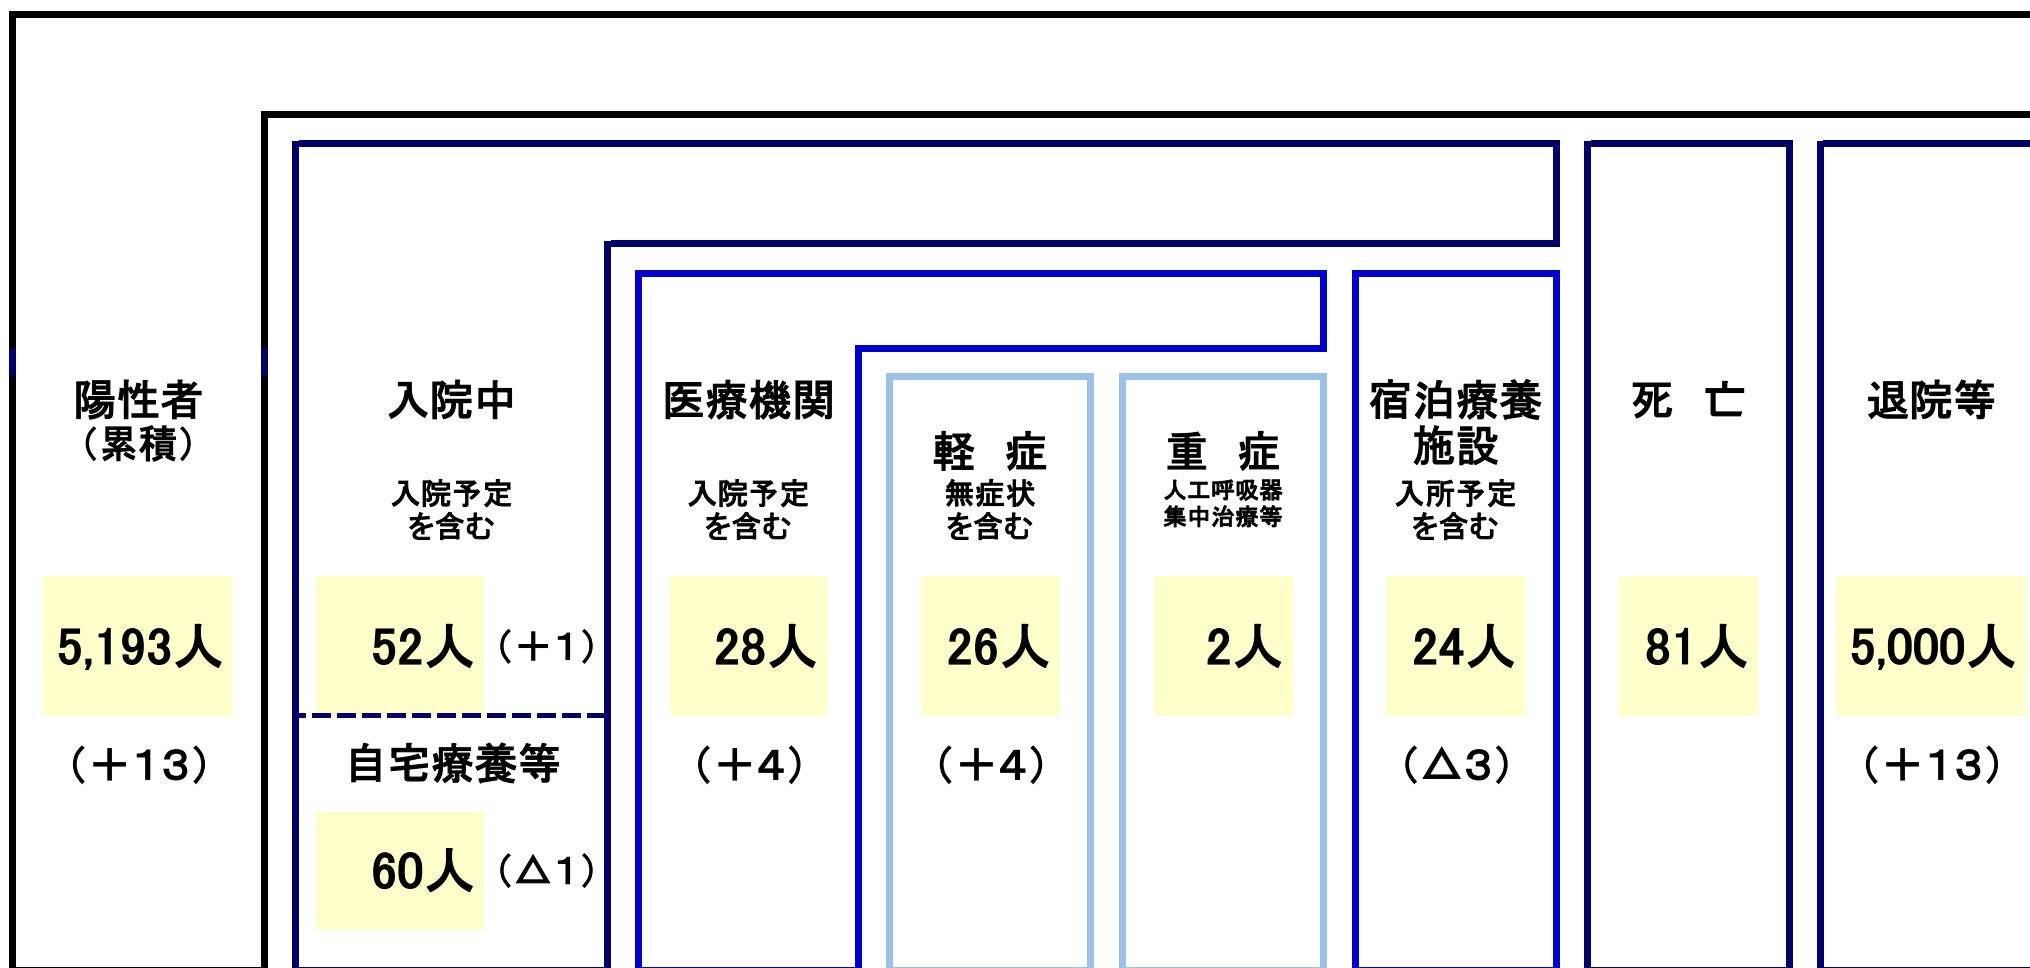 陽性者
（累積）
5,193人
（＋13）
入院中
入院予定
を含む
52人 （＋1）
自宅療養等
60人 （△1）
医療機関
入院予定
を含む
28人
（＋4）
軽 症
無症状
を含む
26人
（＋4）
重 症
人工呼吸器
集中治療等
2人
宿泊療養
施設
入所予定
を含む
24人
（△3）
死 亡
81人
退院等
5,000人
（＋13）